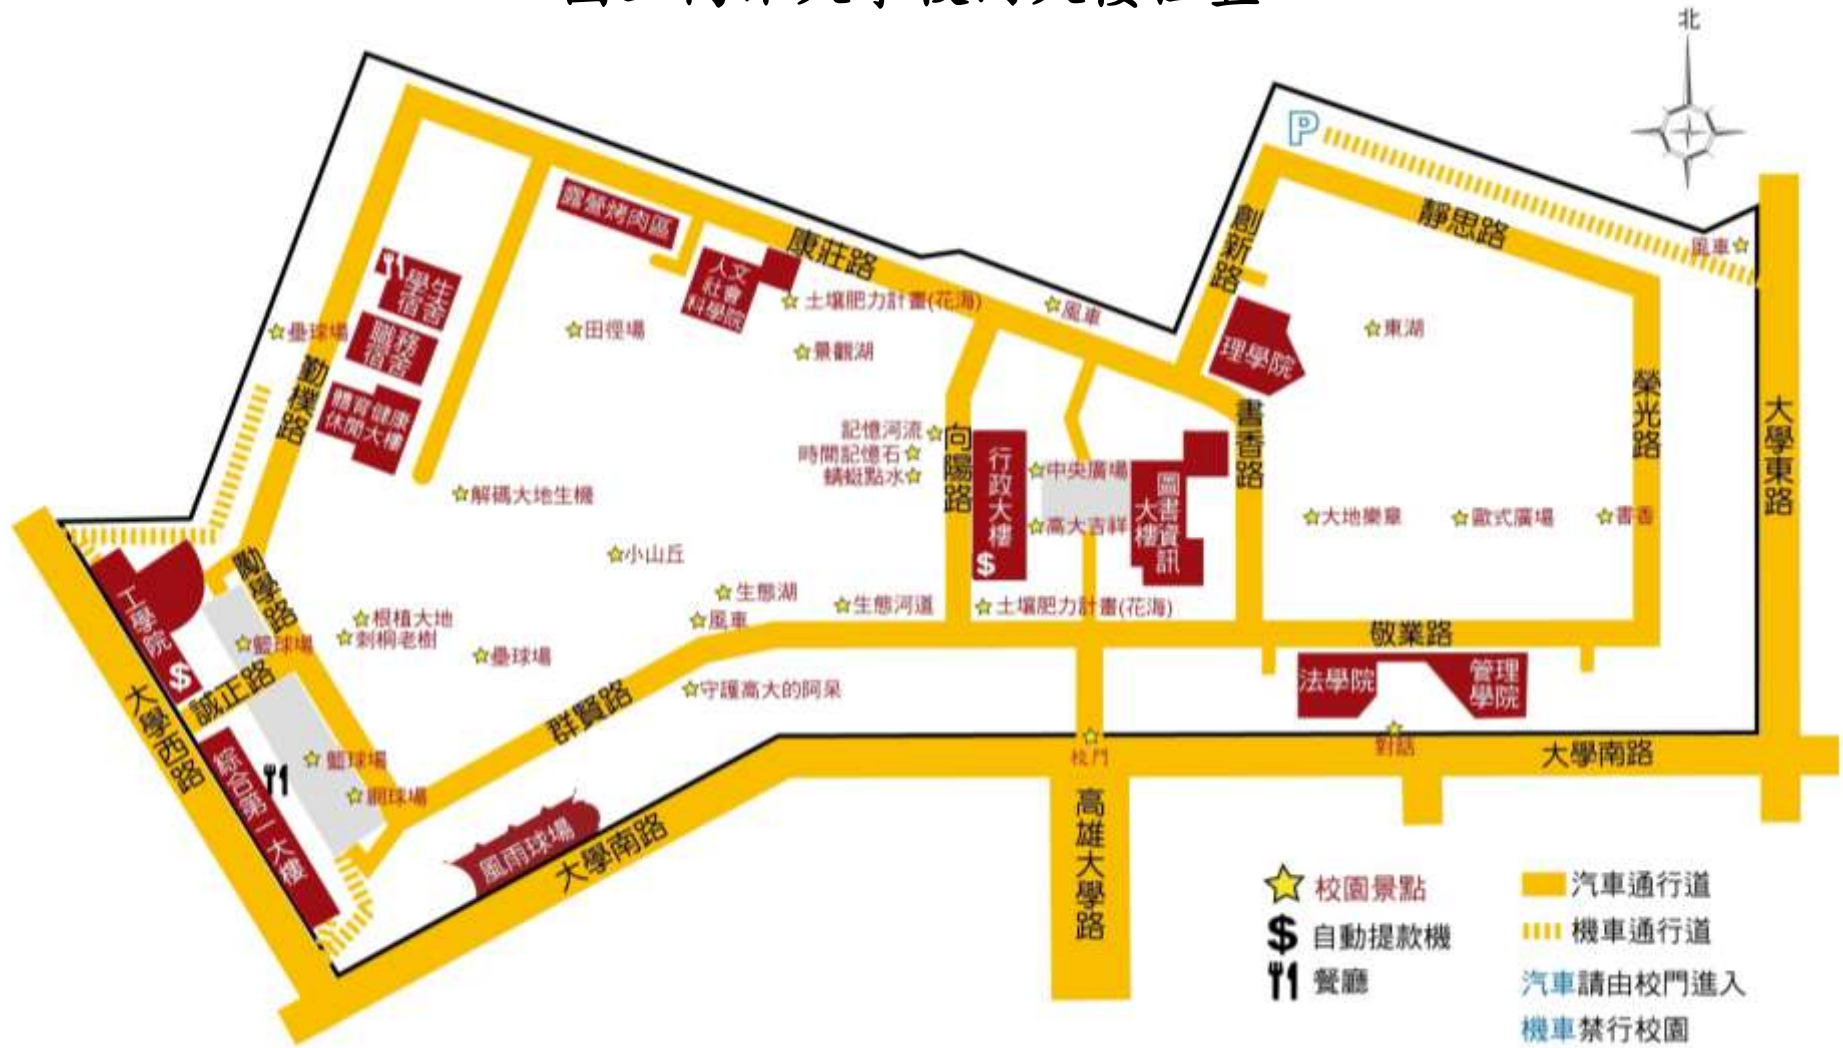 北
P
靜思路
創新路
風車
露營烤肉區
康莊路
人文
社會
科學院
學生
宿舍
職務
宿舍
體育健康
休閒大樓
壘球場
勤樸路
田徑場
土壤肥力計畫(花海)
景觀湖
風車
理學院
東湖
榮光路
大學東路
書香路
記憶河流
時間記憶石
蜻蜓點水
向陽路
行政大樓
$
中央廣場
高大吉祥
圖書資訊
大樓
大地樂章
歐式廣場
書香
解碼大地生機
小山丘
生態湖
風車
生態河道
土壤肥力計畫(花海)
敬業路
工學院
$
勵學路
籃球場
根植大地
刺桐老樹
壘球場
誠正路
大學西路
群賢路
守護高大的阿呆
法學院
管理
學院
校門
對話
大學南路
綜合第一大樓
籃球場
網球場
風雨球場
大學南路
高雄大學路
校園景點
$ 自動提款機
餐廳
汽車通行道
機車通行道
汽車請由校門進入
機車禁行校園